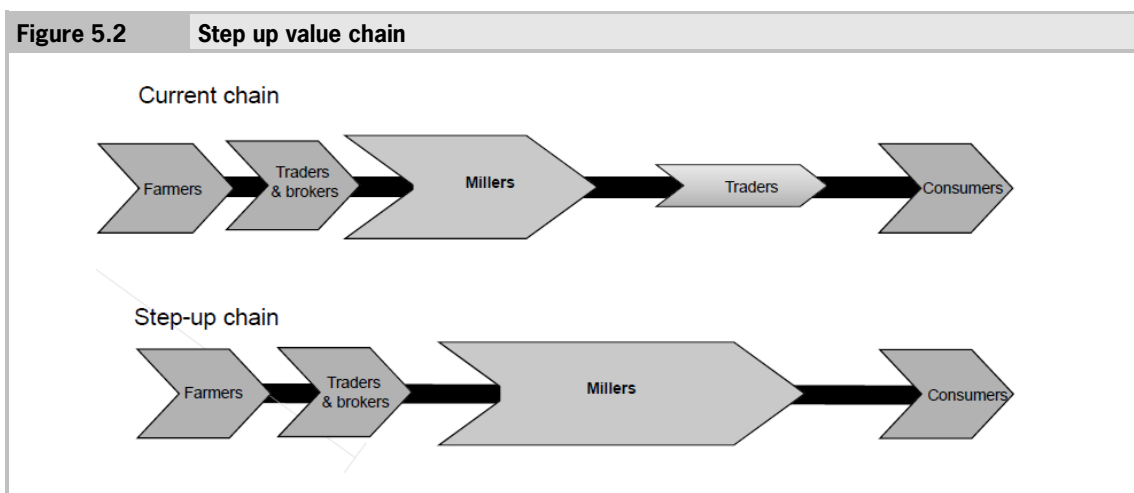 Figure 5.2 Step up value chain
Current chain
Farmers
Traders
& brokers
Millers
Traders
Consumers
Step-up chain
Farmers
Traders
& brokers
Millers
Consumers